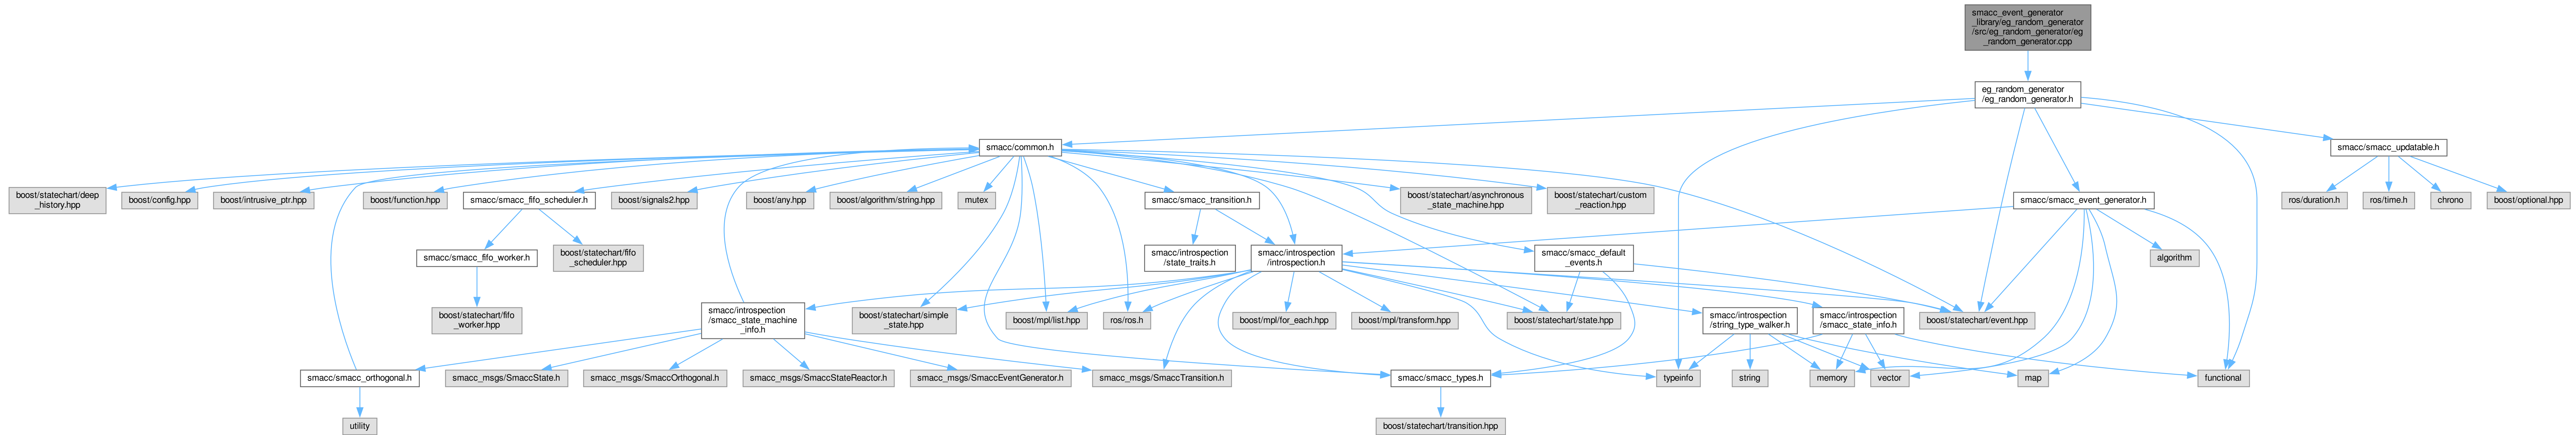 smacc_event_generator
_library/eg_random_generator
/src/eg_random_generator/eg
_random_generator.cpp
eg_random_generator
/eg_random_generator.h
smacc/common.h
smacc/smacc_updatable.h
boost/statechart/deep
_history.hpp
boost/config.hpp
boost/intrusive_ptr.hpp
boost/function.hpp
smacc/smacc_fifo_scheduler.h
boost/signals2.hpp
boost/any.hpp
boost/algorithm/string.hpp
mutex
smacc/smacc_transition.h
boost/statechart/asynchronous
_state_machine.hpp
boost/statechart/custom
_reaction.hpp
smacc/smacc_event_generator.h
ros/duration.h
ros/time.h
chrono
boost/optional.hpp
smacc/smacc_fifo_worker.h
boost/statechart/fifo
_scheduler.hpp
smacc/introspection
/state_traits.h
smacc/introspection
/introspection.h
smacc/smacc_default
_events.h
algorithm
boost/statechart/fifo
_worker.hpp
smacc/introspection
/smacc_state_machine
_info.h
boost/statechart/simple
_state.hpp
boost/mpl/list.hpp
ros/ros.h
boost/mpl/for_each.hpp
boost/mpl/transform.hpp
boost/statechart/state.hpp
smacc/introspection
/string_type_walker.h
smacc/introspection
/smacc_state_info.h
boost/statechart/event.hpp
smacc/smacc_orthogonal.h
smacc_msgs/SmaccState.h
smacc_msgs/SmaccOrthogonal.h
smacc_msgs/SmaccStateReactor.h
smacc_msgs/SmaccEventGenerator.h
smacc_msgs/SmaccTransition.h
smacc/smacc_types.h
typeinfo
string
memory
vector
map
functional
utility
boost/statechart/transition.hpp